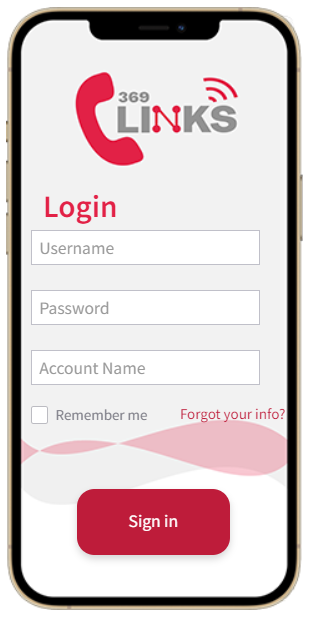 369
LINKS
Login
Username
Password
Account Name
Remember me
Forgot your info?
Sign in